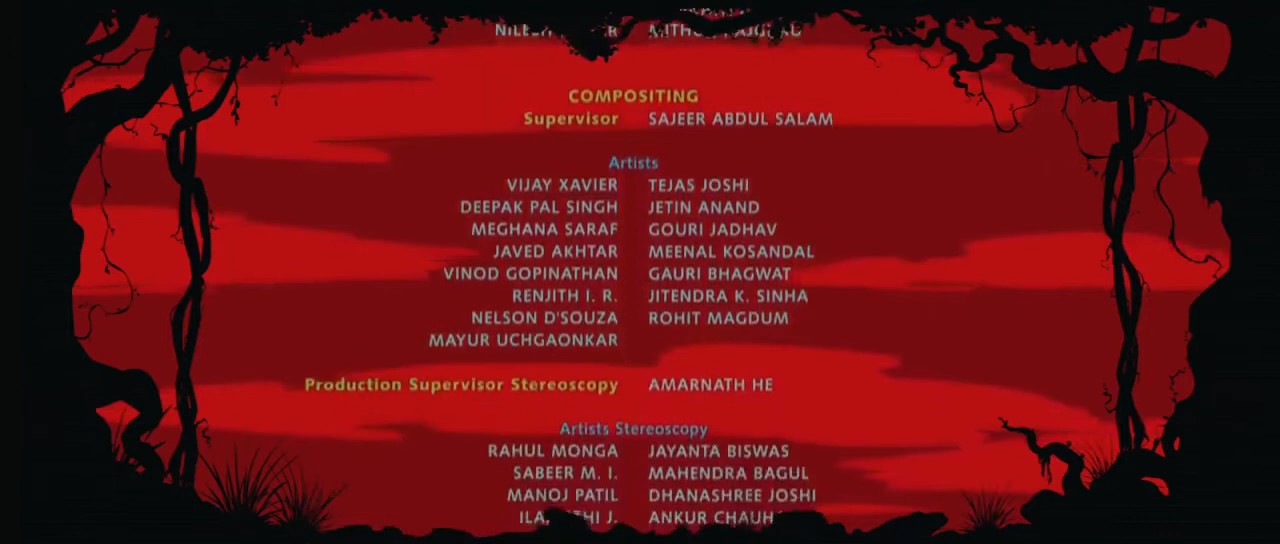 COMPOSITING
Supervisor SAJEER ABDUL SALAM
Artists
VIJAY XAVIER TEJAS JOSHI
DEEPAK PAL SINGH JETIN ANAND
MEGHANA SARAF GOURI JADHAV
JAVED AKHTAR MEENAL KOSANDAL
VINOD GOPINATHAN GAURI BHAGWAT
RENJITH I. R. JITENDRA K. SINHA
NELSON D'SOUZA ROHIT MAGDUM
MAYUR UCHGAONKAR
Production Supervisor Stereoscopy AMARNATH HE
Artists Stereoscopy
RAHUL MONGA JAYANTA BISWAS
SABEER M. I. MAHENDRA BAGUL
MANOJ PATIL DHANASHREE JOSHI
J. ANKUR